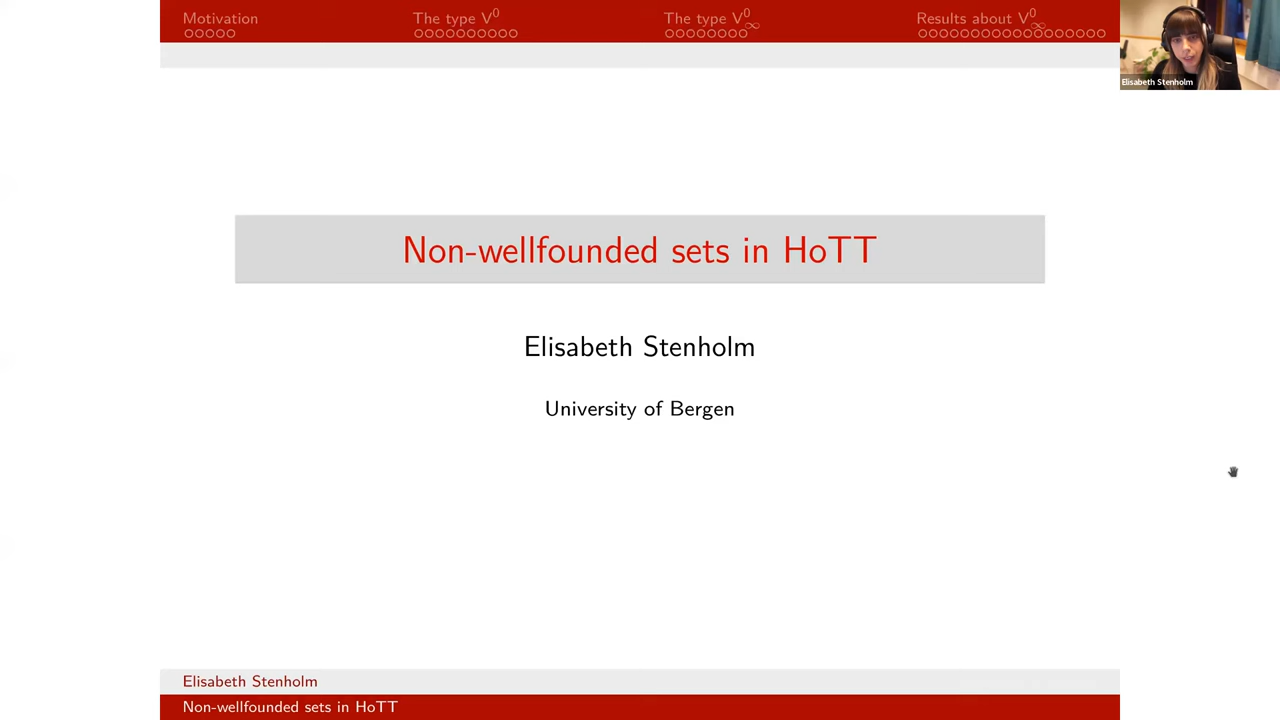 Motivation
The type V⁰
The type V⁰∞
Results about V⁰∞
Elisabeth Stenholm
Non-wellfounded sets in HoTT
Elisabeth Stenholm
University of Bergen
Elisabeth Stenholm
Non-wellfounded sets in HoTT